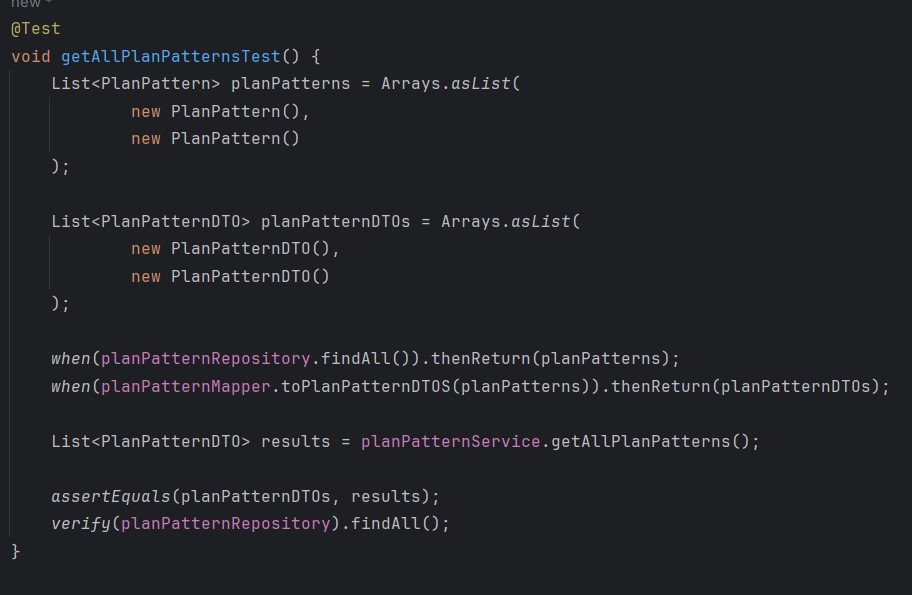 new *
@Test
void getAllPlanPatternsTest() {
    List<PlanPattern> planPatterns = Arrays.asList(
            new PlanPattern(),
            new PlanPattern()
    );

    List<PlanPatternDTO> planPatternDTOs = Arrays.asList(
            new PlanPatternDTO(),
            new PlanPatternDTO()
    );

    when(planPatternRepository.findAll()).thenReturn(planPatterns);
    when(planPatternMapper.toPlanPatternDTOS(planPatterns)).thenReturn(planPatternDTOs);

    List<PlanPatternDTO> results = planPatternService.getAllPlanPatterns();

    assertEquals(planPatternDTOs, results);
    verify(planPatternRepository).findAll();
}